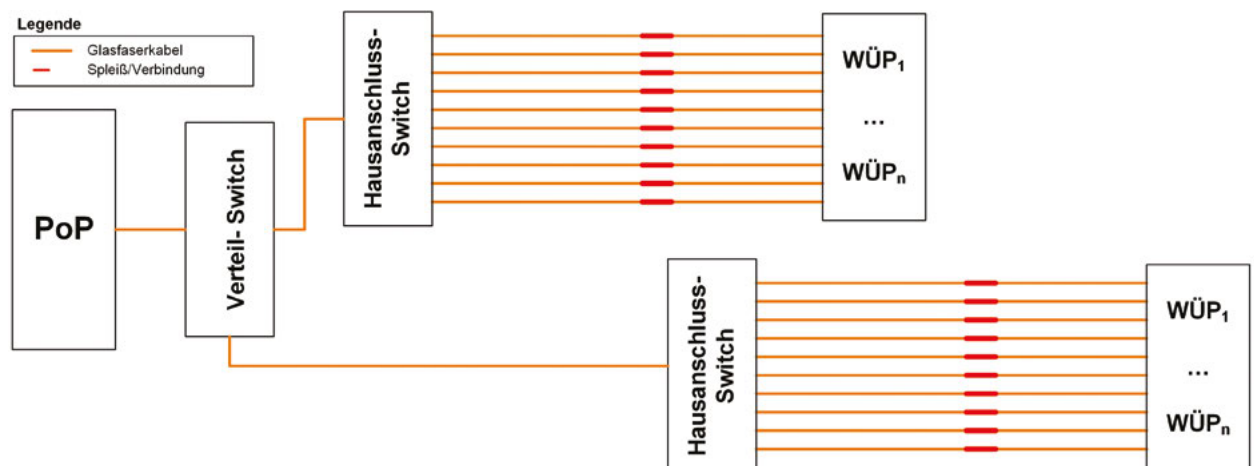 Legende
Glasfaserkabel
Spleiß/Verbindung
PoP
Verteil- Switch
Hausanschluss-
Switch
WÜP₁
...
WÜPₙ
Hausanschluss-
Switch
WÜP₁
...
WÜPₙ